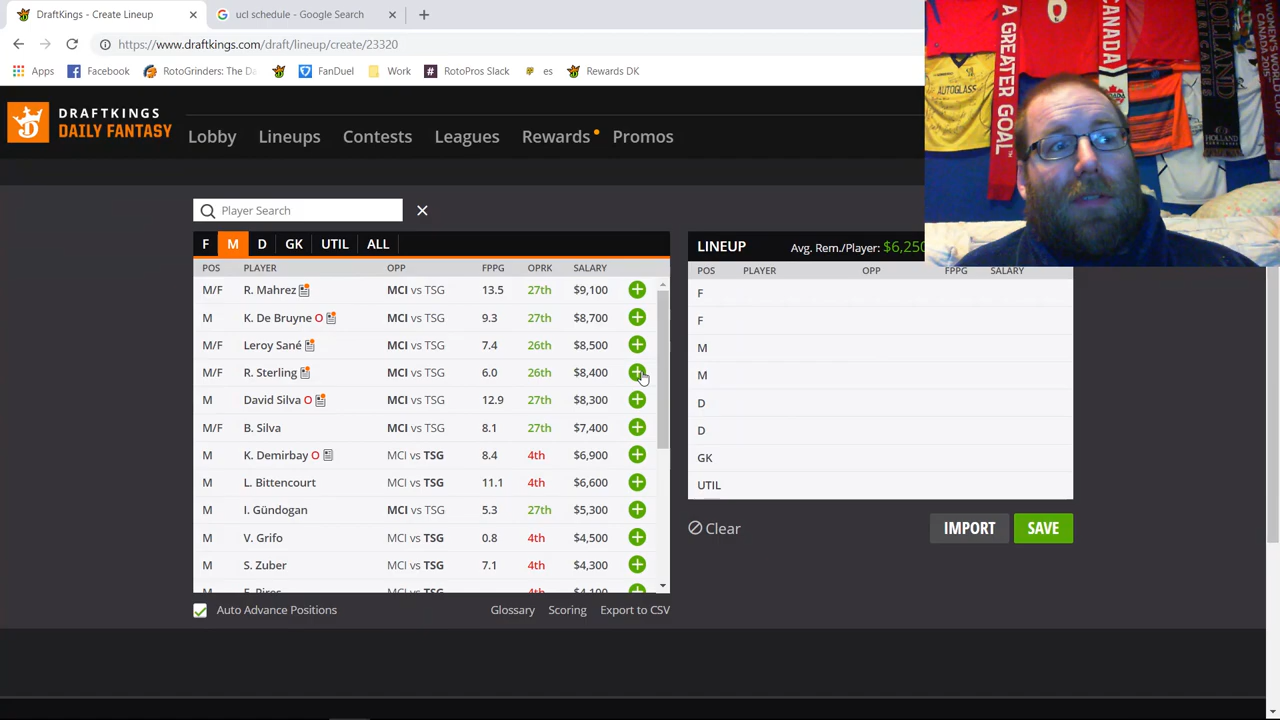 DraftKings - Create Lineup
ucl schedule - Google Search
https://www.draftkings.com/draft/lineup/create/23320
Apps Facebook RotoGrinders: The Da FanDuel Work RotoPros Slack es Rewards DK
DRAFTKINGS
DAILY FANTASY
Lobby Lineups Contests Leagues Rewards Promos
A GREATER GOAL
CANADA
HOLLAND
AUTOGLASS
Player Search
F M D GK UTIL ALL
POS PLAYER OPP FPPG OPRK SALARY
M/F R. Mahrez MCI vs TSG 13.5 27th $9,100
M K. De Bruyne O MCI vs TSG 9.3 27th $8,700
M/F Leroy Sané MCI vs TSG 7.4 26th $8,500
M/F R. Sterling MCI vs TSG 6.0 26th $8,400
M David Silva O MCI vs TSG 12.9 27th $8,300
M/F B. Silva MCI vs TSG 8.1 27th $7,400
M K. Demirbay O MCI vs TSG 8.4 4th $6,900
M L. Bittencourt MCI vs TSG 11.1 4th $6,600
M I. Gündogan MCI vs TSG 5.3 27th $5,300
M V. Grifo MCI vs TSG 0.8 4th $4,500
M S. Zuber MCI vs TSG 7.1 4th $4,300
Auto Advance Positions Glossary Scoring Export to CSV
LINEUP Avg. Rem./Player: $6,250
POS PLAYER OPP FPPG SALARY
F
F
M
M
D
D
GK
UTIL
Clear IMPORT SAVE